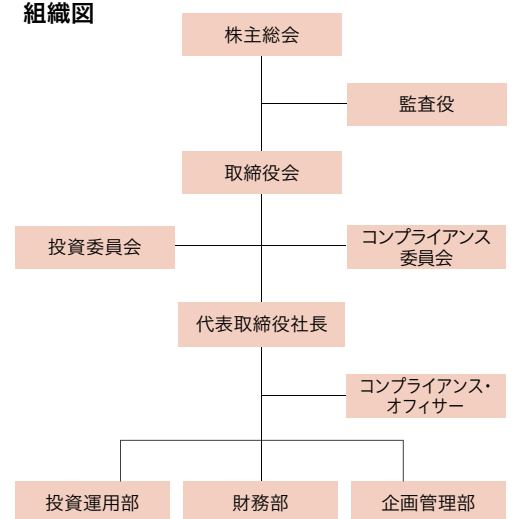 組織図
株主総会
監査役
取締役会
投資委員会
コンプライアンス
委員会
代表取締役社長
コンプライアンス・
オフィサー
投資運用部
財務部
企画管理部